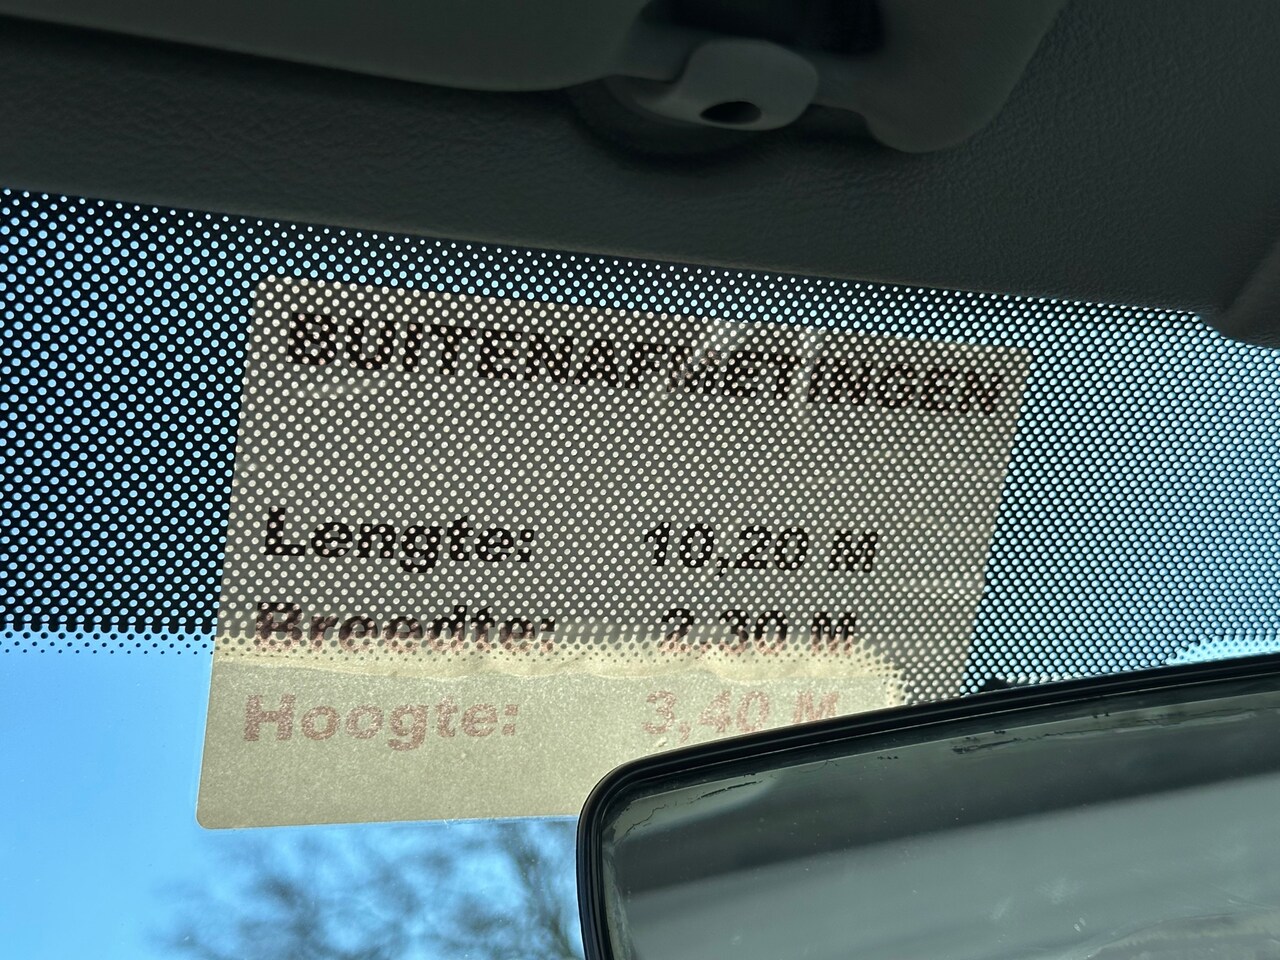 BUITENAFMETINGEN
Lengte: 10,20 M
Breedte: 2,30 M
Hoogte: 3,40 M